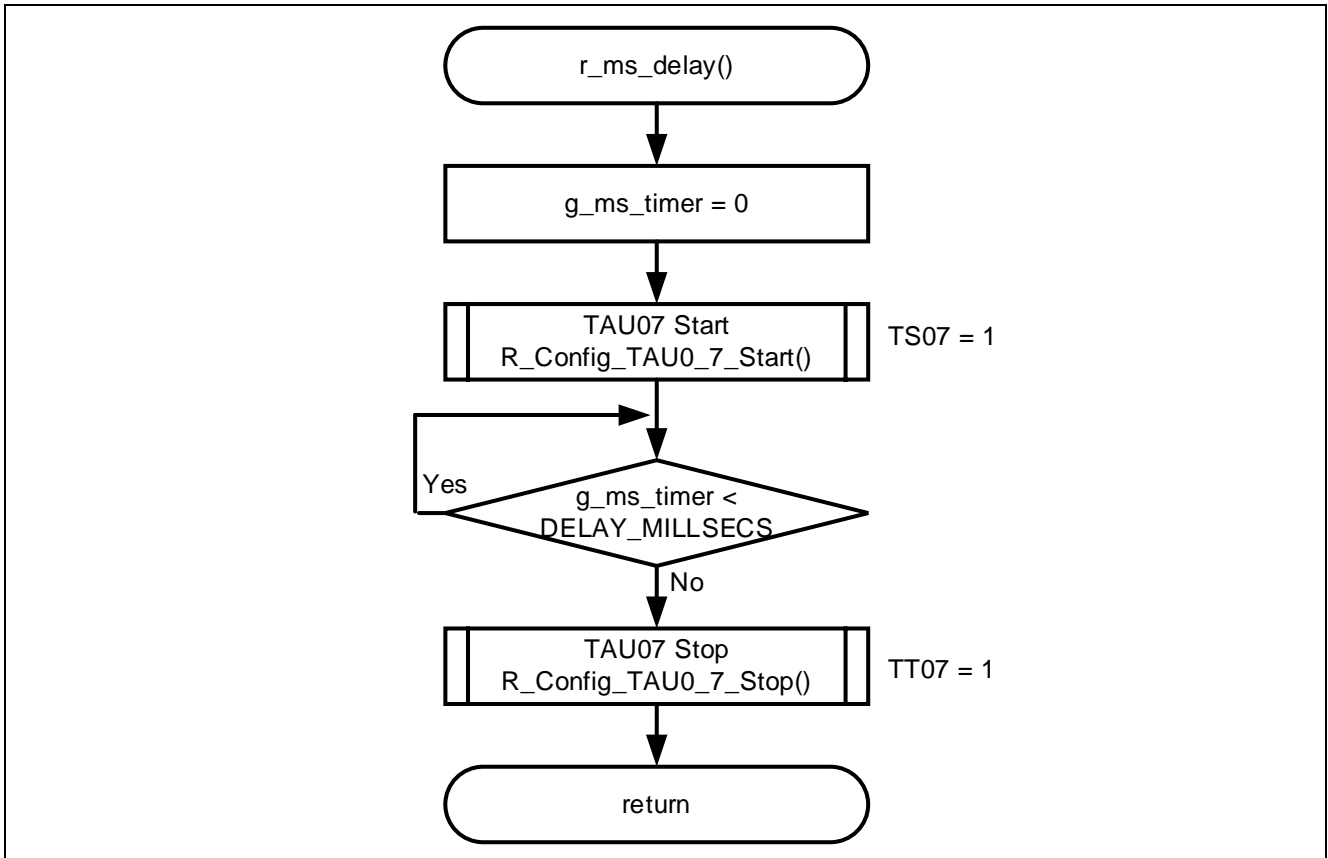 r_ms_delay()
g_ms_timer = 0
TAU07 Start
R_Config_TAU0_7_Start()
TS07 = 1
Yes
g_ms_timer <
DELAY_MILLSECS
No
TAU07 Stop
R_Config_TAU0_7_Stop()
TT07 = 1
return